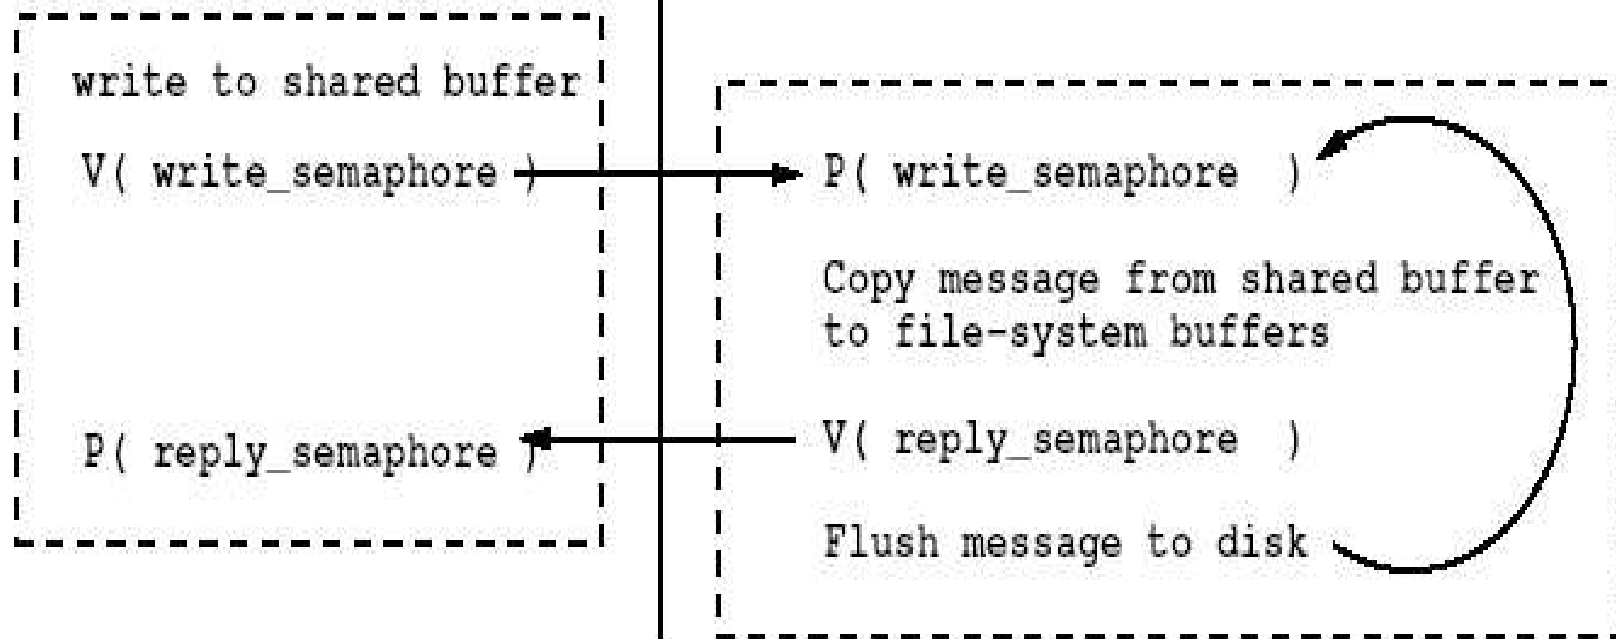 write to shared buffer
V( write_semaphore )
P( reply_semaphore )
P( write_semaphore )
Copy message from shared buffer
to file-system buffers
V( reply_semaphore )
Flush message to disk